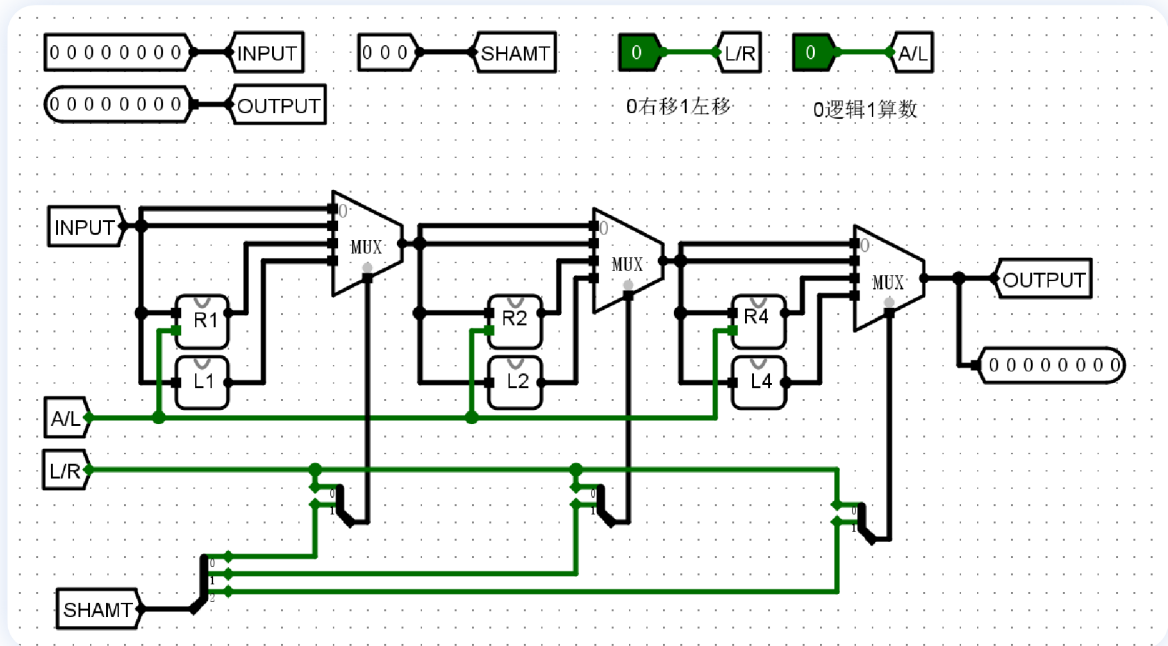 0 0 0 0 0 0 0 0 INPUT
0 0 0 SHAMT
0 L/R
0 A/L
0 0 0 0 0 0 0 0 OUTPUT
0右移1左移
0逻辑1算数
INPUT
0
MUX
0
MUX
0
MUX
OUTPUT
R1
R2
R4
0 0 0 0 0 0 0 0
L1
L2
L4
A/L
L/R
0
1
0
1
0
1
0
1
2
SHAMT